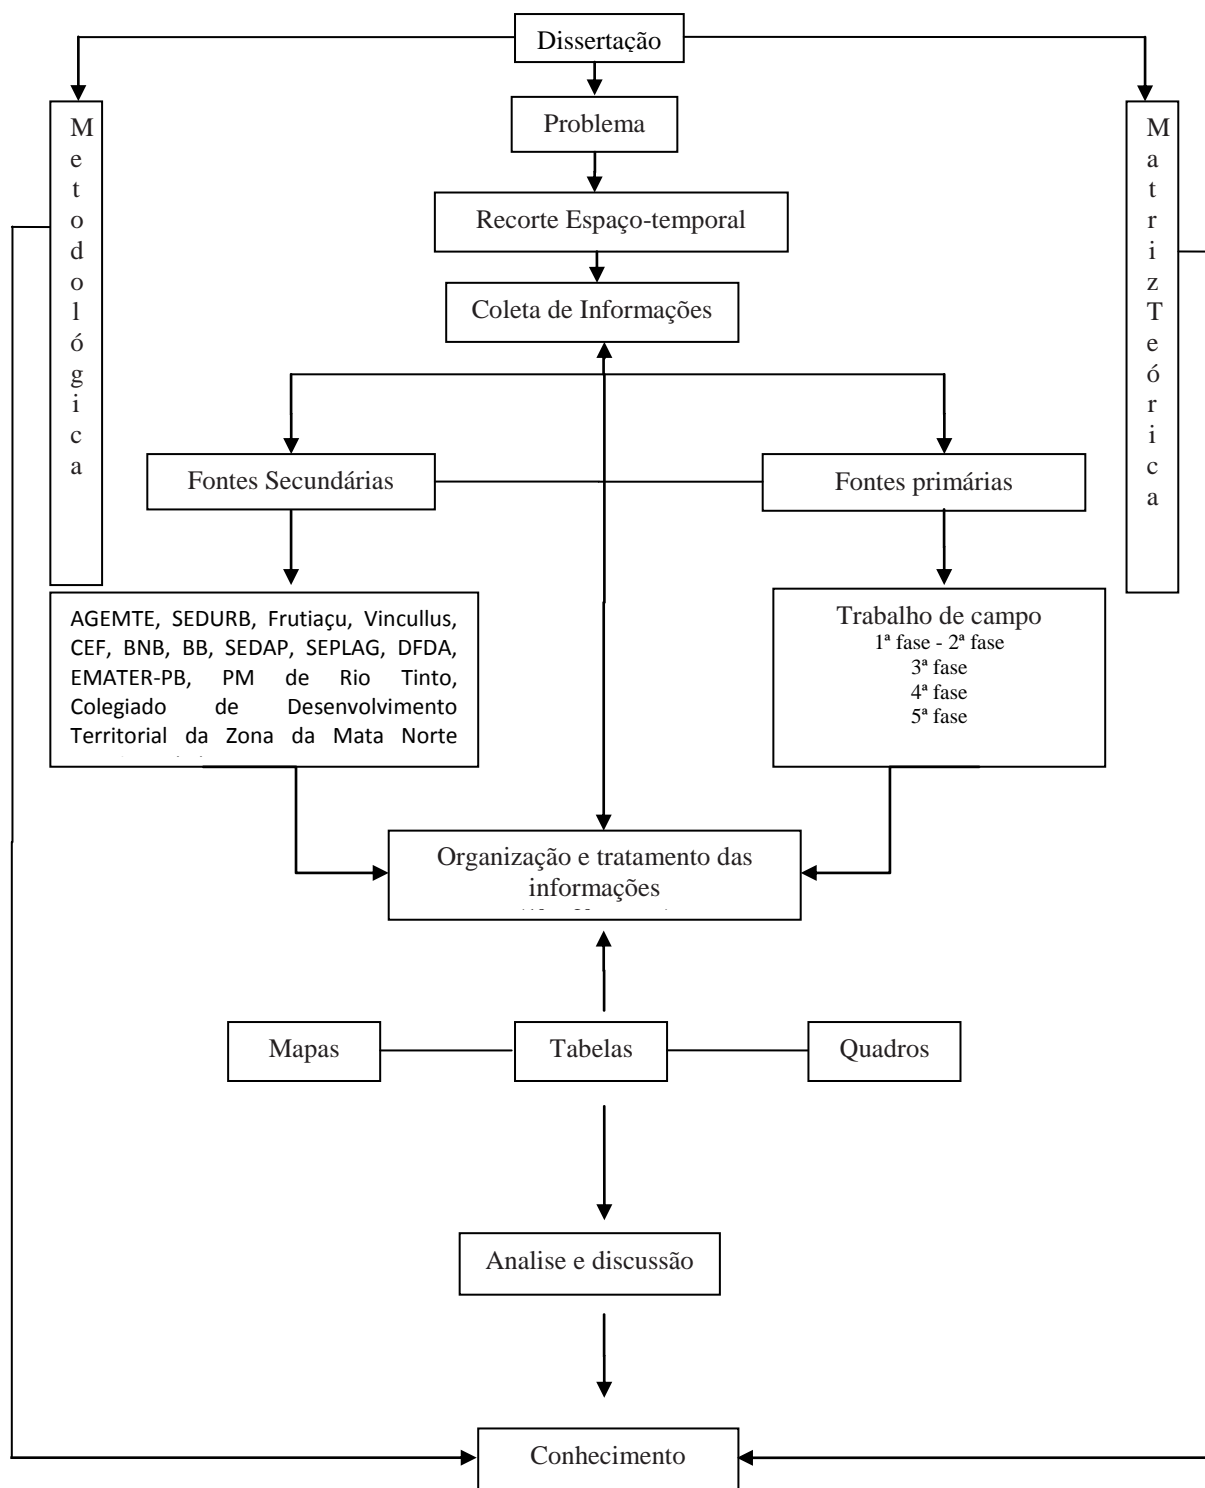 Dissertação
Problema
Recorte Espaço-temporal
Coleta de Informações
Metodológica
Matriz Teórica
Fontes Secundárias
Fontes primárias
AGEMTE, SEDURB, Frutiaçu, Vincullus,
CEF, BNB, BB, SEDAP, SEPLAG, DFDA,
EMATER-PB, PM de Rio Tinto,
Colegiado de Desenvolvimento
Territorial da Zona da Mata Norte
Trabalho de campo
1ª fase - 2ª fase
3ª fase
4ª fase
5ª fase
Organização e tratamento das
informações
Mapas
Tabelas
Quadros
Analise e discussão
Conhecimento